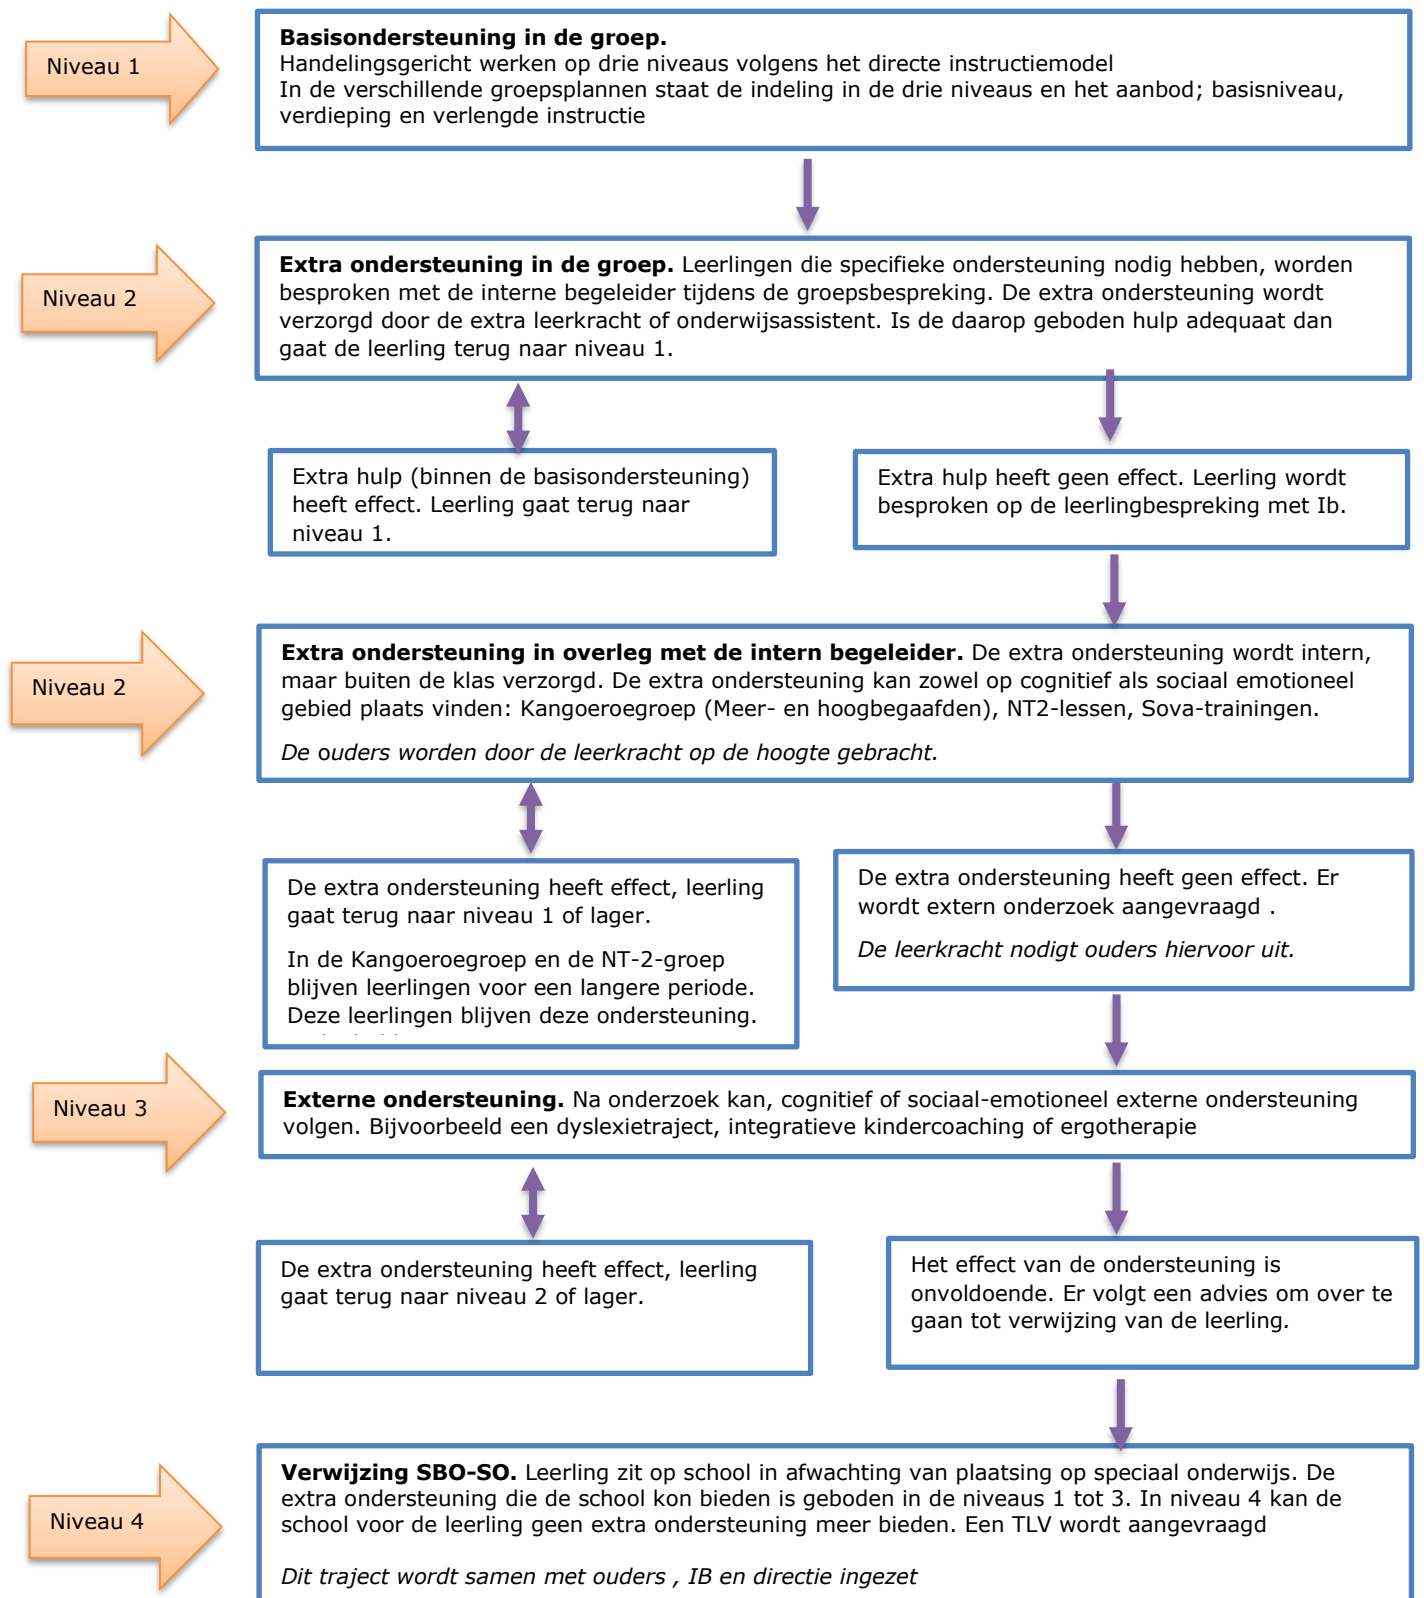 Niveau 1
Basisondersteuning in de groep.
Handelingsgericht werken op drie niveaus volgens het directe instructiemodel
In de verschillende groepsplannen staat de indeling in de drie niveaus en het aanbod; basisniveau,
verdieping en verlengde instructie
Niveau 2
Extra ondersteuning in de groep. Leerlingen die specifieke ondersteuning nodig hebben, worden
besproken met de interne begeleider tijdens de groepsbespreking. De extra ondersteuning wordt
verzorgd door de extra leerkracht of onderwijsassistent. Is de daarop geboden hulp adequaat dan
gaat de leerling terug naar niveau 1.
Extra hulp (binnen de basisondersteuning)
heeft effect. Leerling gaat terug naar
niveau 1.
Extra hulp heeft geen effect. Leerling wordt
besproken op de leerlingbespreking met Ib.
Niveau 2
Extra ondersteuning in overleg met de intern begeleider. De extra ondersteuning wordt intern,
maar buiten de klas verzorgd. De extra ondersteuning kan zowel op cognitief als sociaal emotioneel
gebied plaats vinden: Kangoeroegroep (Meer- en hoogbegaafden), NT2-lessen, Sova-trainingen.
De ouders worden door de leerkracht op de hoogte gebracht.
De extra ondersteuning heeft effect, leerling
gaat terug naar niveau 1 of lager.
In de Kangoeroegroep en de NT-2-groep
blijven leerlingen voor een langere periode.
Deze leerlingen blijven deze ondersteuning.
De extra ondersteuning heeft geen effect. Er
wordt extern onderzoek aangevraagd .
De leerkracht nodigt ouders hiervoor uit.
Niveau 3
Externe ondersteuning. Na onderzoek kan, cognitief of sociaal-emotioneel externe ondersteuning
volgen. Bijvoorbeeld een dyslexietraject, integratieve kindercoaching of ergotherapie
De extra ondersteuning heeft effect, leerling
gaat terug naar niveau 2 of lager.
Het effect van de ondersteuning is
onvoldoende. Er volgt een advies om over te
gaan tot verwijzing van de leerling.
Niveau 4
Verwijzing SBO-SO. Leerling zit op school in afwachting van plaatsing op speciaal onderwijs. De
extra ondersteuning die de school kon bieden is geboden in de niveaus 1 tot 3. In niveau 4 kan de
school voor de leerling geen extra ondersteuning meer bieden. Een TLV wordt aangevraagd
Dit traject wordt samen met ouders , IB en directie ingezet